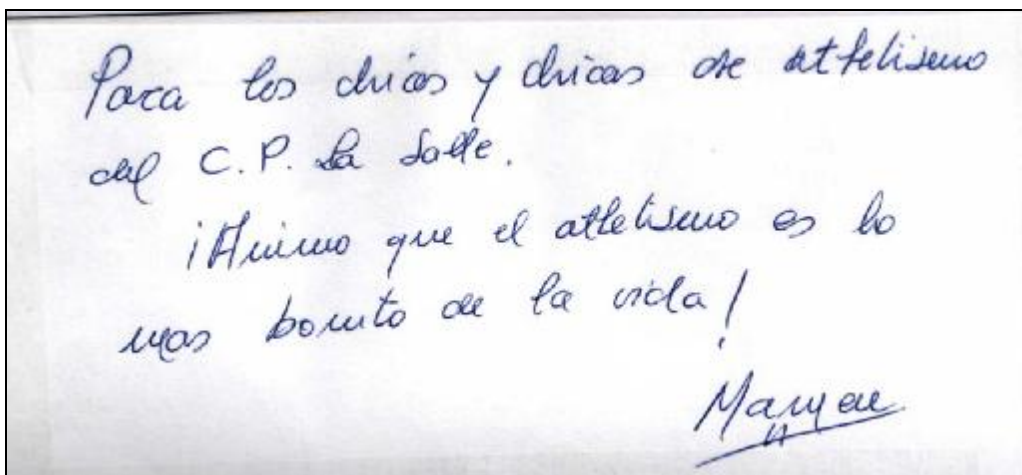 Para los chicos y chicas de atletismo
del C.P. La Salle.
¡Animo que el atletismo es lo
mas bonito de la vida!